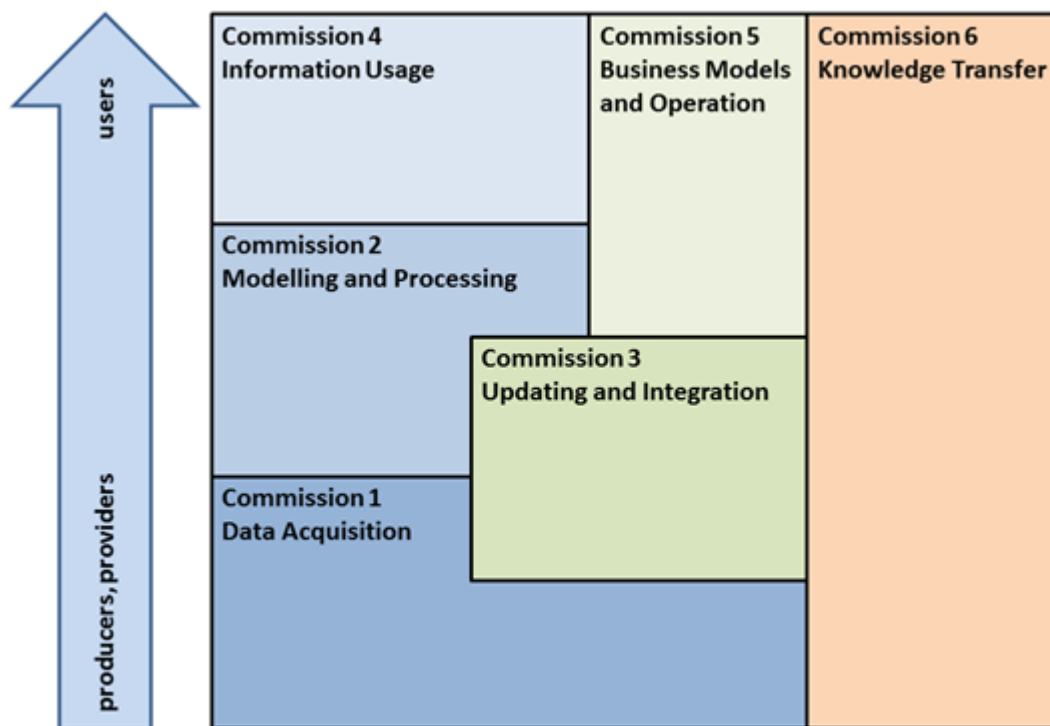 users
producers, providers
Commission 4
Information Usage
Commission 5
Business Models
and Operation
Commission 6
Knowledge Transfer
Commission 2
Modelling and Processing
Commission 3
Updating and Integration
Commission 1
Data Acquisition